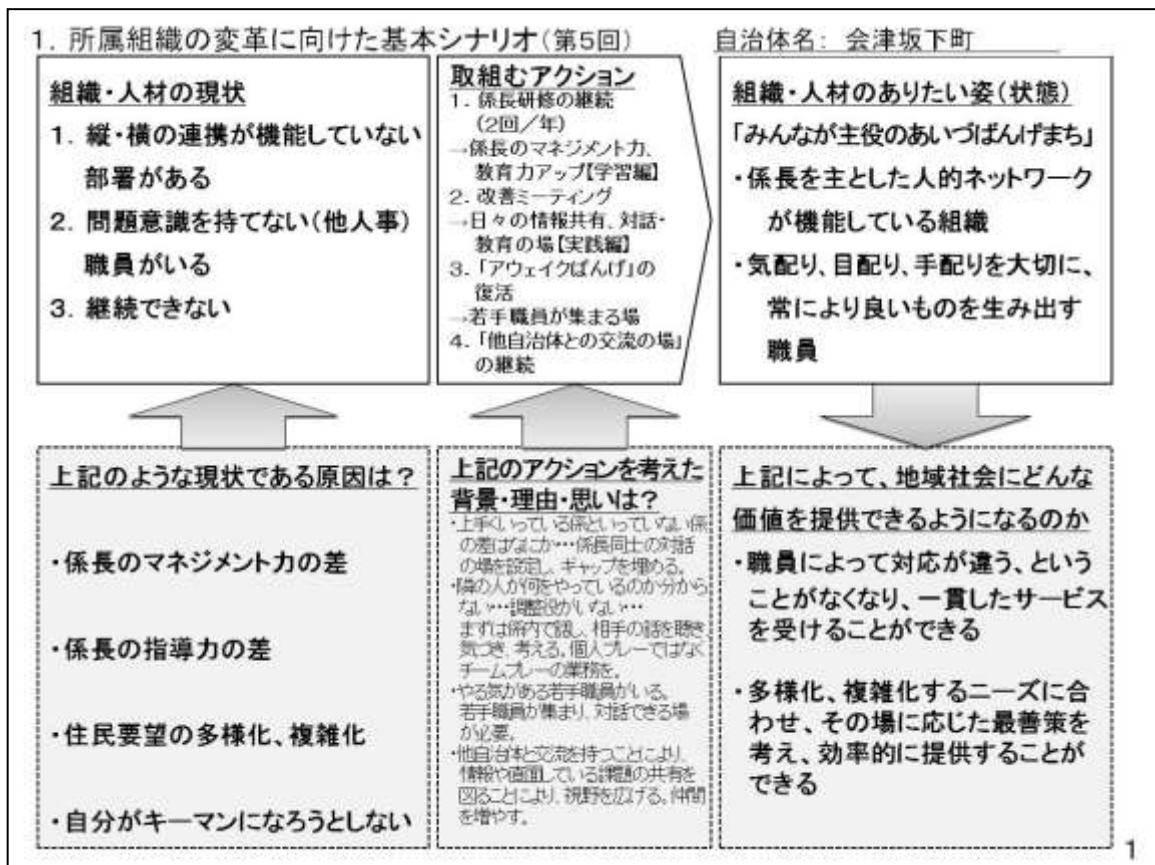 1．所属組織の変革に向けた基本シナリオ（第5回）
自治体名： 会津坂下町
組織・人材の現状
1．縦・横の連携が機能していない
部署がある
2．問題意識を持てない（他人事）
職員がいる
3．継続できない
取組むアクション
1．係長研修の継続
（2回／年）
→係長のマネジメント力、
教育力アップ【学習編】
2．改善ミーティング
→日々の情報共有、対話・
教育の場【実践編】
3．「アウェイクばんげ」の
復活
→若手職員が集まる場
4．「他自治体との交流の場」
の継続
組織・人材のありたい姿（状態）
「みんなが主役のあいづばんげまち」
・係長を主とした人的ネットワーク
が機能している組織
・気配り、目配り、手配りを大切に、
常により良いものを生み出す
職員
上記のような現状である原因は？
・係長のマネジメント力の差
・係長の指導力の差
・住民要望の多様化、複雑化
・自分がキーマンになろうとしない
上記のアクションを考えた
背景・理由・思いは？
・上手くいっている係といっていない係
の差はなにか・・・係長同士の対話
の場を設定し、ギャップを埋める。
・隣の人が何をやっているのか分から
ない・・・調整役がいない・・・
まずは係内で話し、相手の話を聴き、
気づき、考える。個人プレーではなく
チームプレーの業務を。
・やる気がある若手職員がいる。
若手職員が集まり、対話できる場
が必要。
・他自治体と交流を持つことにより、
情報や直面している課題の共有を
図ることにより、視野を広げる。仲間
を増やす。
上記によって、地域社会にどんな
価値を提供できるようになるのか
・職員によって対応が違う、という
ことがなくなり、一貫したサービス
を受けることができる
・多様化、複雑化するニーズに合
わせ、その場に応じた最善策を
考え、効率的に提供することが
できる
1